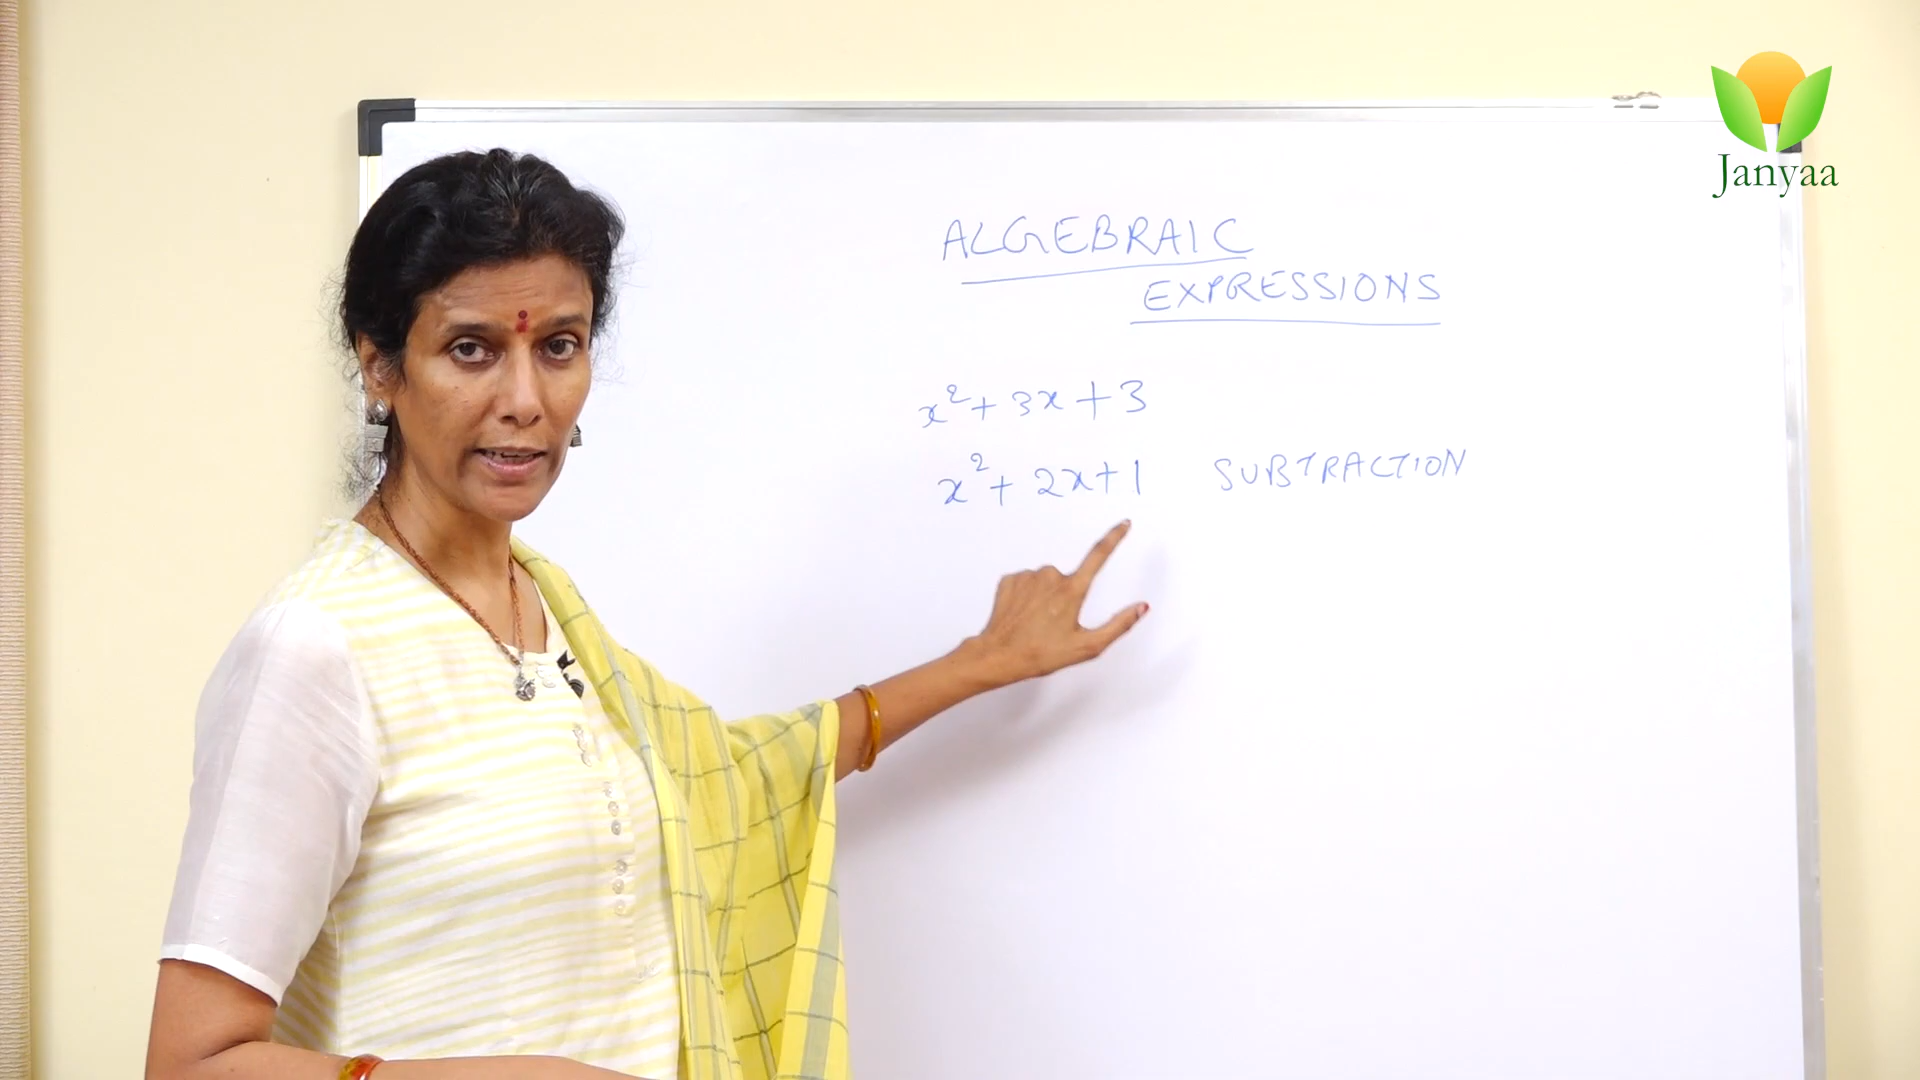 Janyaa
ALGEBRAIC
EXPRESSIONS
x² + 3x + 3
x² + 2x + 1 SUBTRACTION